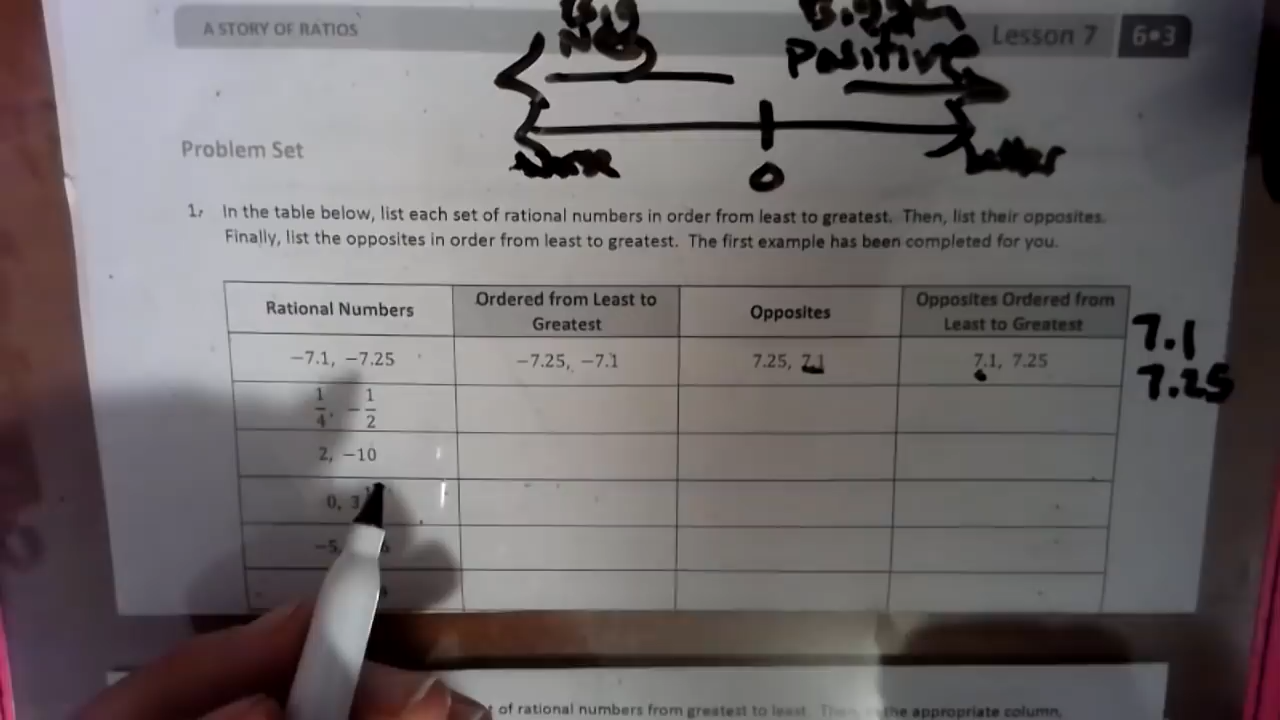 A STORY OF RATIOS
Neg
Positive
Lesson 7
6•3
0
Problem Set
1. In the table below, list each set of rational numbers in order from least to greatest. Then, list their opposites.
Finally, list the opposites in order from least to greatest. The first example has been completed for you.
Rational Numbers
Ordered from Least to
Greatest
Opposites
Opposites Ordered from
Least to Greatest
−7.1, −7.25
−7.25, −7.1
7.25, 7.1
7.1, 7.25
7.1
7.25
1/4, −1/2
2, −10
0, 3
−5,
of rational numbers from greatest to least. the appropriate column,